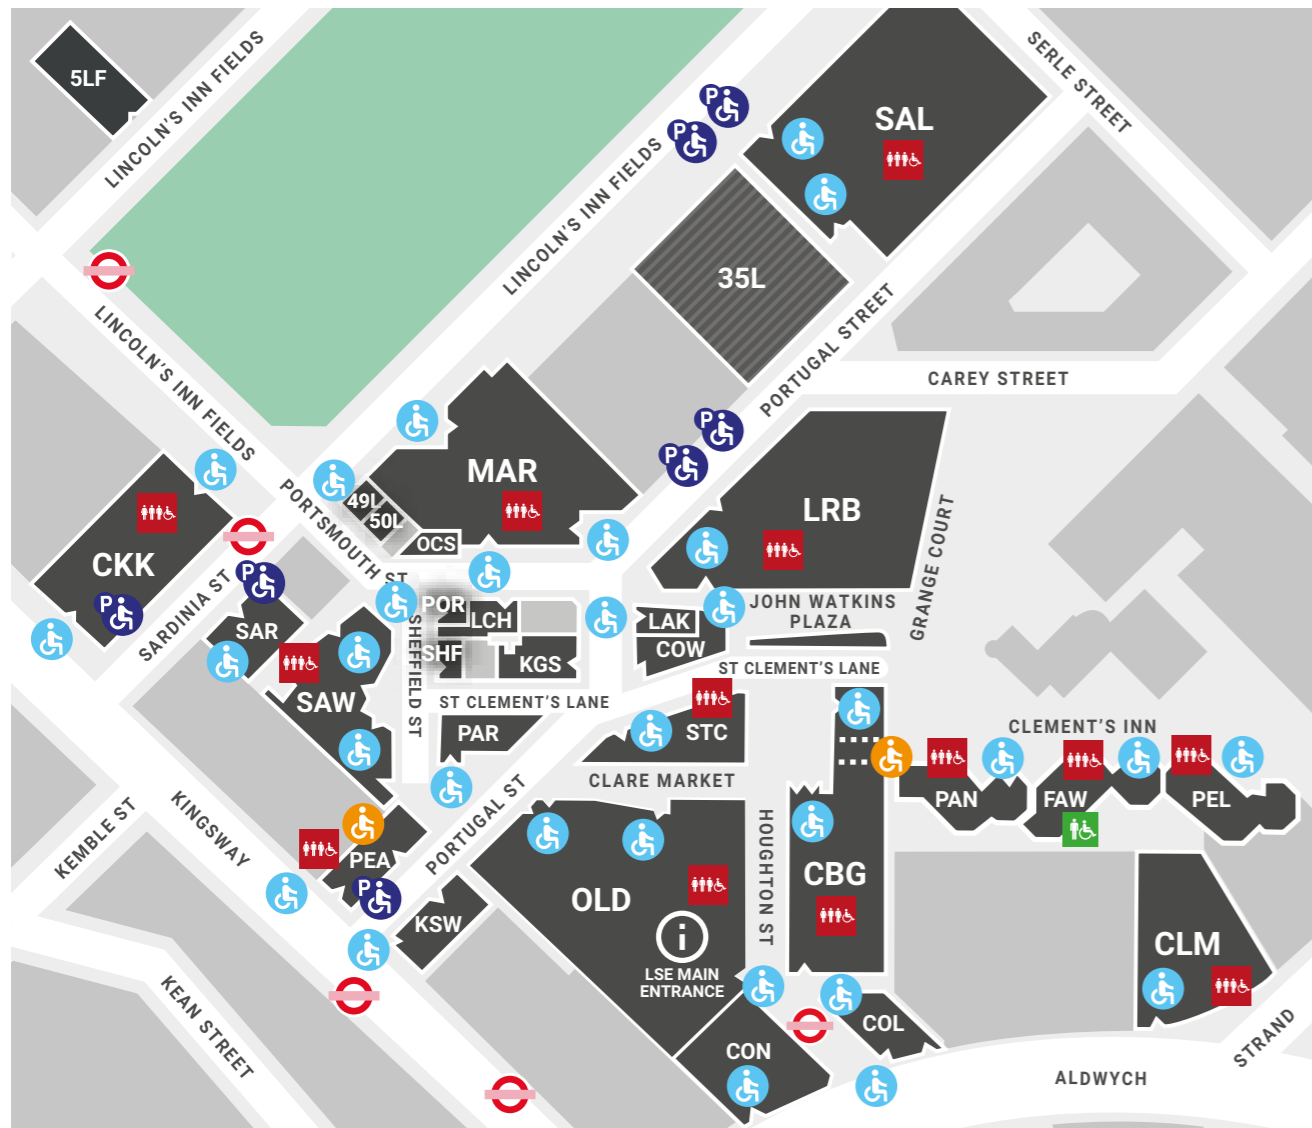 5LF
LINCOLN'S INN FIELDS
SERLE STREET
P
P
SAL
LINCOLN'S INN FIELDS
35L
PORTUGAL STREET
CAREY STREET
LINCOLN'S INN FIELDS
P
P
MAR
49L
50L
OCS
PORTSMOUTH ST
LRB
GRANGE COURT
CKK
P
P
SARDINIA ST
SAR
SAW
POR
LCH
SHF
KGS
SHEFFIELD ST
LAK
COW
JOHN WATKINS
PLAZA
ST CLEMENT'S LANE
ST CLEMENT'S LANE
PAR
STC
CLARE MARKET
CLEMENT'S INN
PAN
FAW
PEL
KEMBLE ST
KINGSWAY
PEA
P
PORTUGAL ST
KSW
OLD
i
LSE MAIN
ENTRANCE
HOUGHTON ST
CBG
CLM
KEAN STREET
CON
COL
ALDWYCH
STRAND